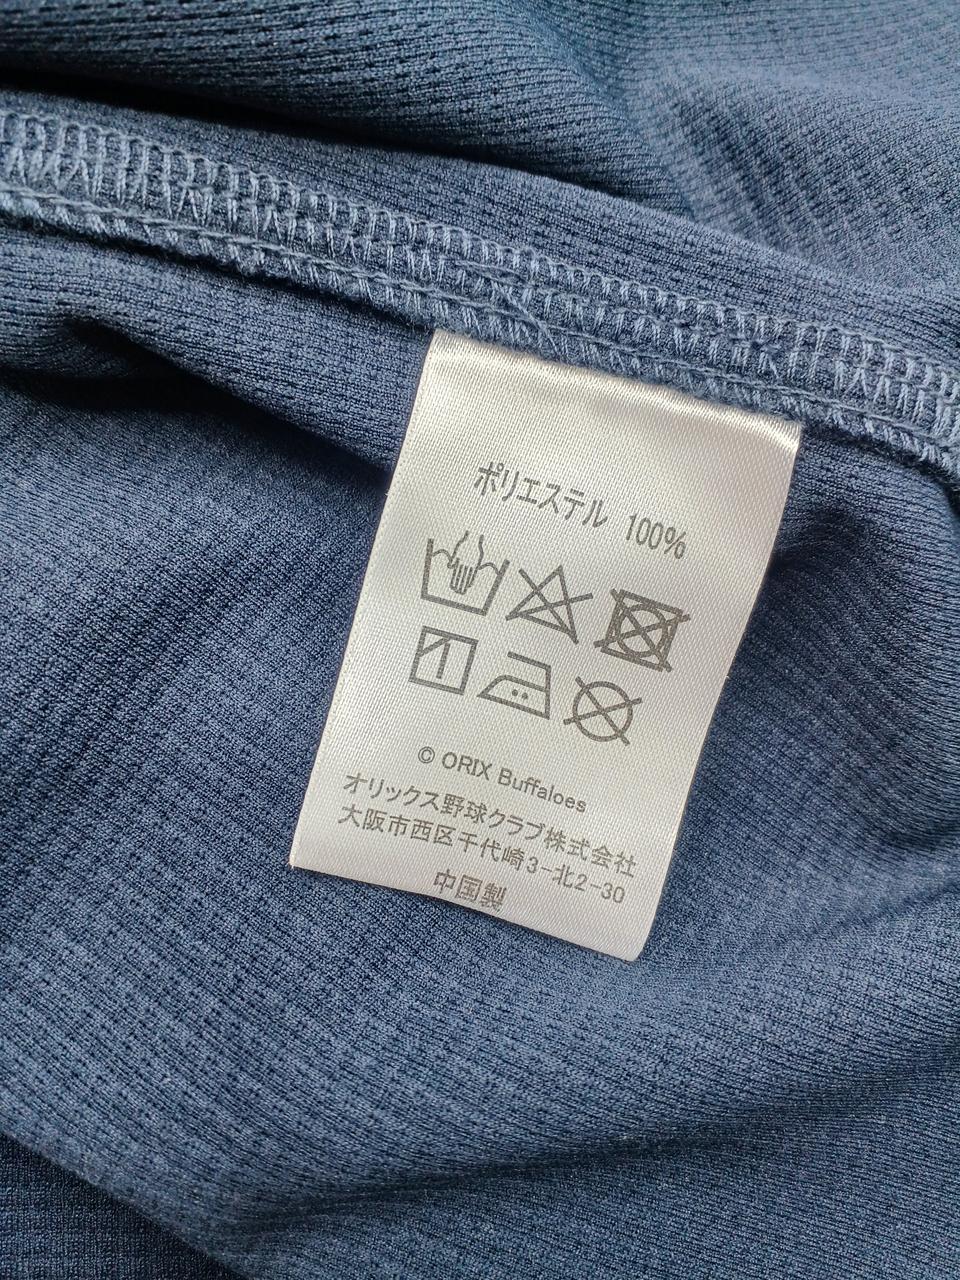 ポリエステル 100%
© ORIX Buffaloes
オリックス野球クラブ株式会社
大阪市西区千代崎3-北2-30
中国製